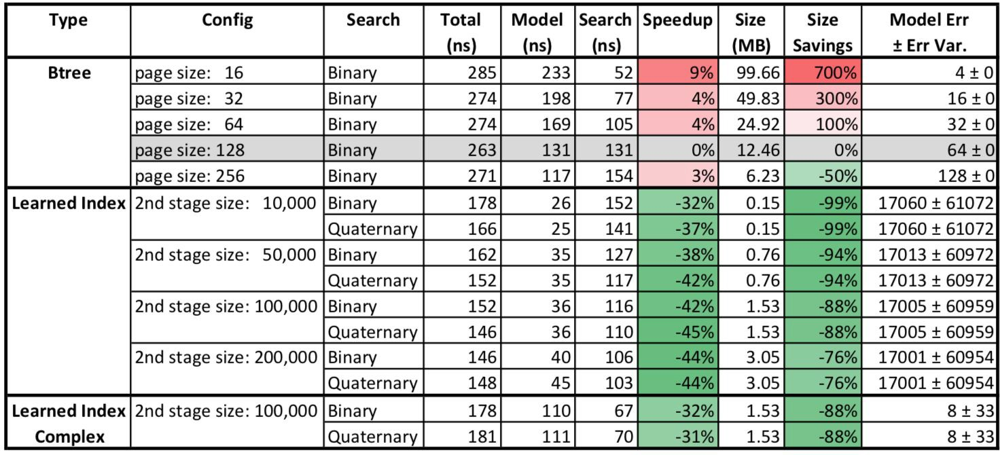 Type Config Search Total (ns) Model (ns) Search (ns) Speedup Size (MB) Size Savings Model Err ± Err Var.
Btree page size: 16 Binary 285 233 52 9% 99.66 700% 4 ± 0
page size: 32 Binary 274 198 77 4% 49.83 300% 16 ± 0
page size: 64 Binary 274 169 105 4% 24.92 100% 32 ± 0
page size: 128 Binary 263 131 131 0% 12.46 0% 64 ± 0
page size: 256 Binary 271 117 154 3% 6.23 -50% 128 ± 0
Learned Index 2nd stage size: 10,000 Binary 178 26 152 -32% 0.15 -99% 17060 ± 61072
Quaternary 166 25 141 -37% 0.15 -99% 17060 ± 61072
2nd stage size: 50,000 Binary 162 35 127 -38% 0.76 -94% 17013 ± 60972
Quaternary 152 35 117 -42% 0.76 -94% 17013 ± 60972
2nd stage size: 100,000 Binary 152 36 116 -42% 1.53 -88% 17005 ± 60959
Quaternary 146 36 110 -45% 1.53 -88% 17005 ± 60959
2nd stage size: 200,000 Binary 146 40 106 -44% 3.05 -76% 17001 ± 60954
Quaternary 148 45 103 -44% 3.05 -76% 17001 ± 60954
Learned Index 2nd stage size: 100,000 Binary 178 110 67 -32% 1.53 -88% 8 ± 33
Complex Quaternary 181 111 70 -31% 1.53 -88% 8 ± 33